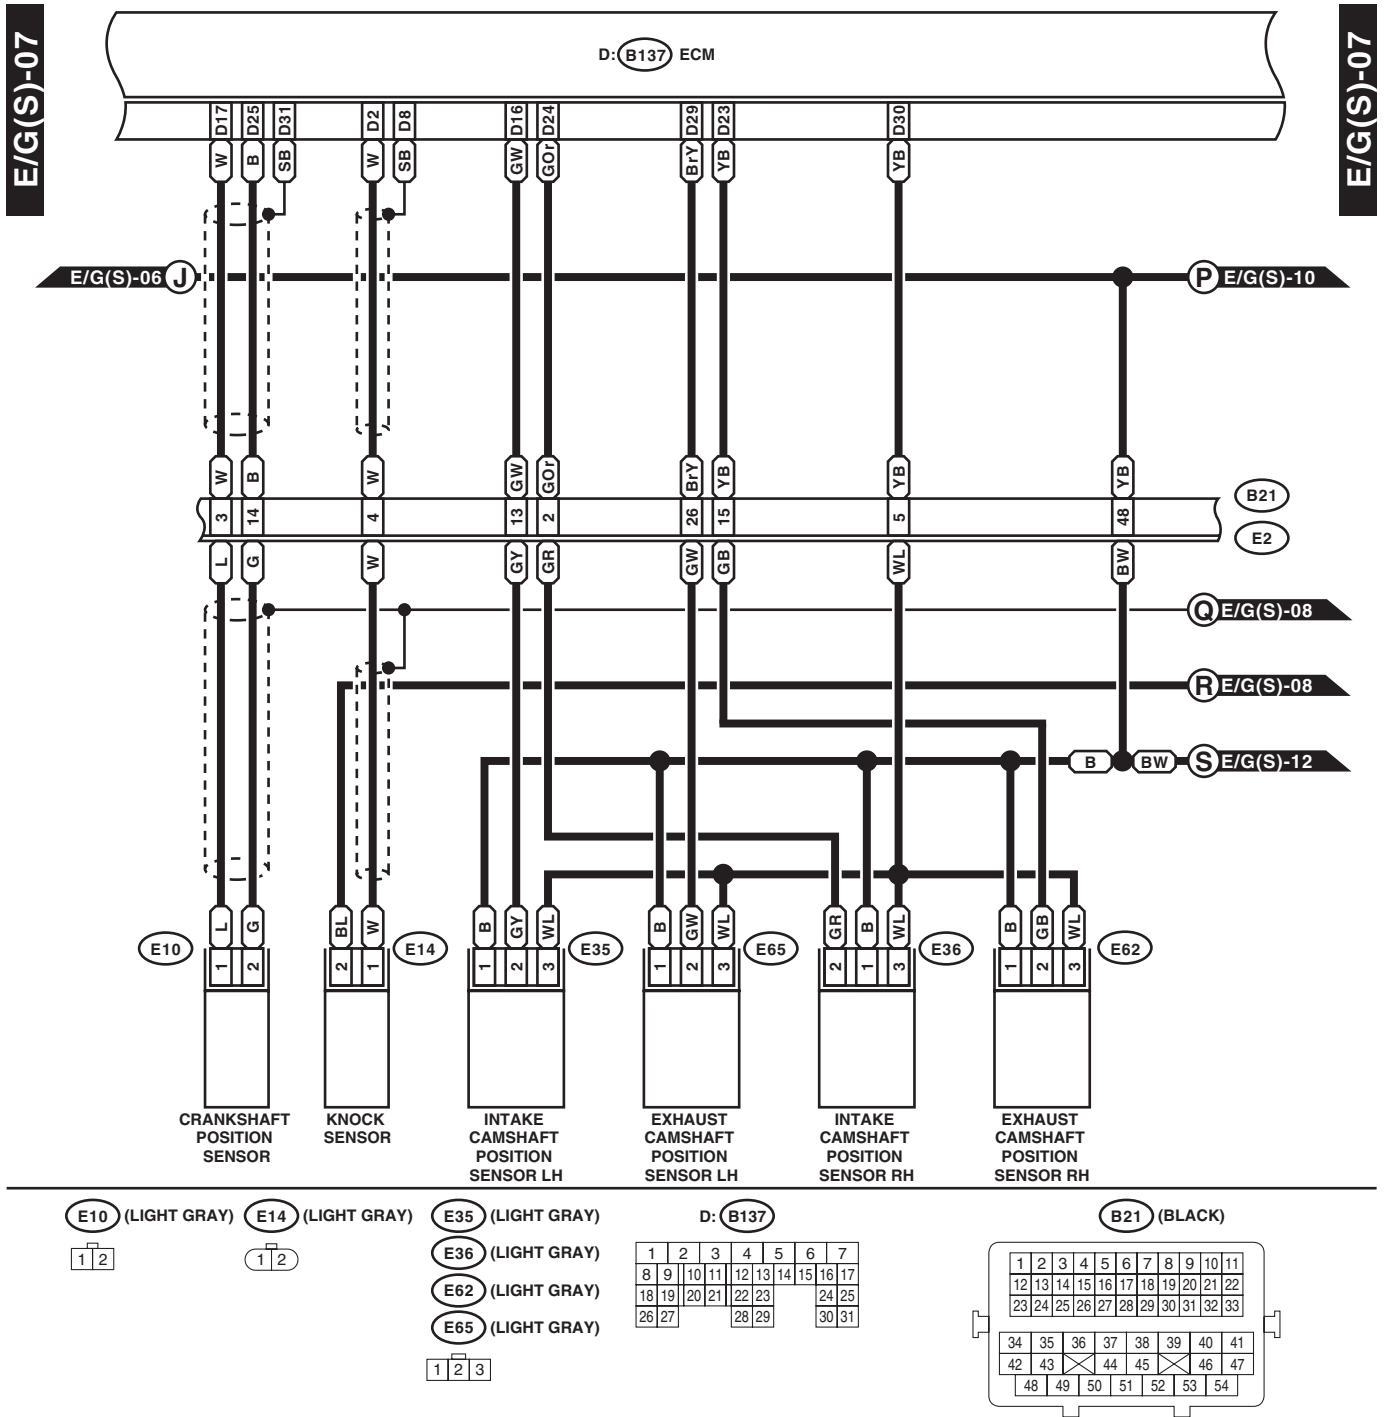 E/G(S)-07
E/G(S)-07
D: B137 ECM
D17 D25 D31 D2 D8 D16 D24 D29 D23 D30
W B SB W SB GW GOr BrY YB YB
E/G(S)-06 J
P E/G(S)-10
W B W GW GOr BrY YB YB YB
B21
3 14 4 13 2 26 15 5 48
E2
L G W GY GR GW GB WL BW
Q E/G(S)-08
R E/G(S)-08
B BW S E/G(S)-12
L G BL W B GY WL B GW WL GR B WL B GB WL
E10 E14 E35 E65 E36 E62
1 2 2 1 1 2 3 1 2 3 2 1 3 1 2 3
CRANKSHAFT
POSITION
SENSOR
KNOCK
SENSOR
INTAKE
CAMSHAFT
POSITION
SENSOR LH
EXHAUST
CAMSHAFT
POSITION
SENSOR LH
INTAKE
CAMSHAFT
POSITION
SENSOR RH
EXHAUST
CAMSHAFT
POSITION
SENSOR RH
E10 (LIGHT GRAY)
1 2
E14 (LIGHT GRAY)
1 2
E35 (LIGHT GRAY)
E36 (LIGHT GRAY)
E62 (LIGHT GRAY)
E65 (LIGHT GRAY)
1 2 3
D: B137
1 2 3 4 5 6 7
8 9 10 11 12 13 14 15 16 17
18 19 20 21 22 23 24 25
26 27 28 29 30 31
B21 (BLACK)
1 2 3 4 5 6 7 8 9 10 11
12 13 14 15 16 17 18 19 20 21 22
23 24 25 26 27 28 29 30 31 32 33
34 35 36 37 38 39 40 41
42 43 44 45 46 47
48 49 50 51 52 53 54